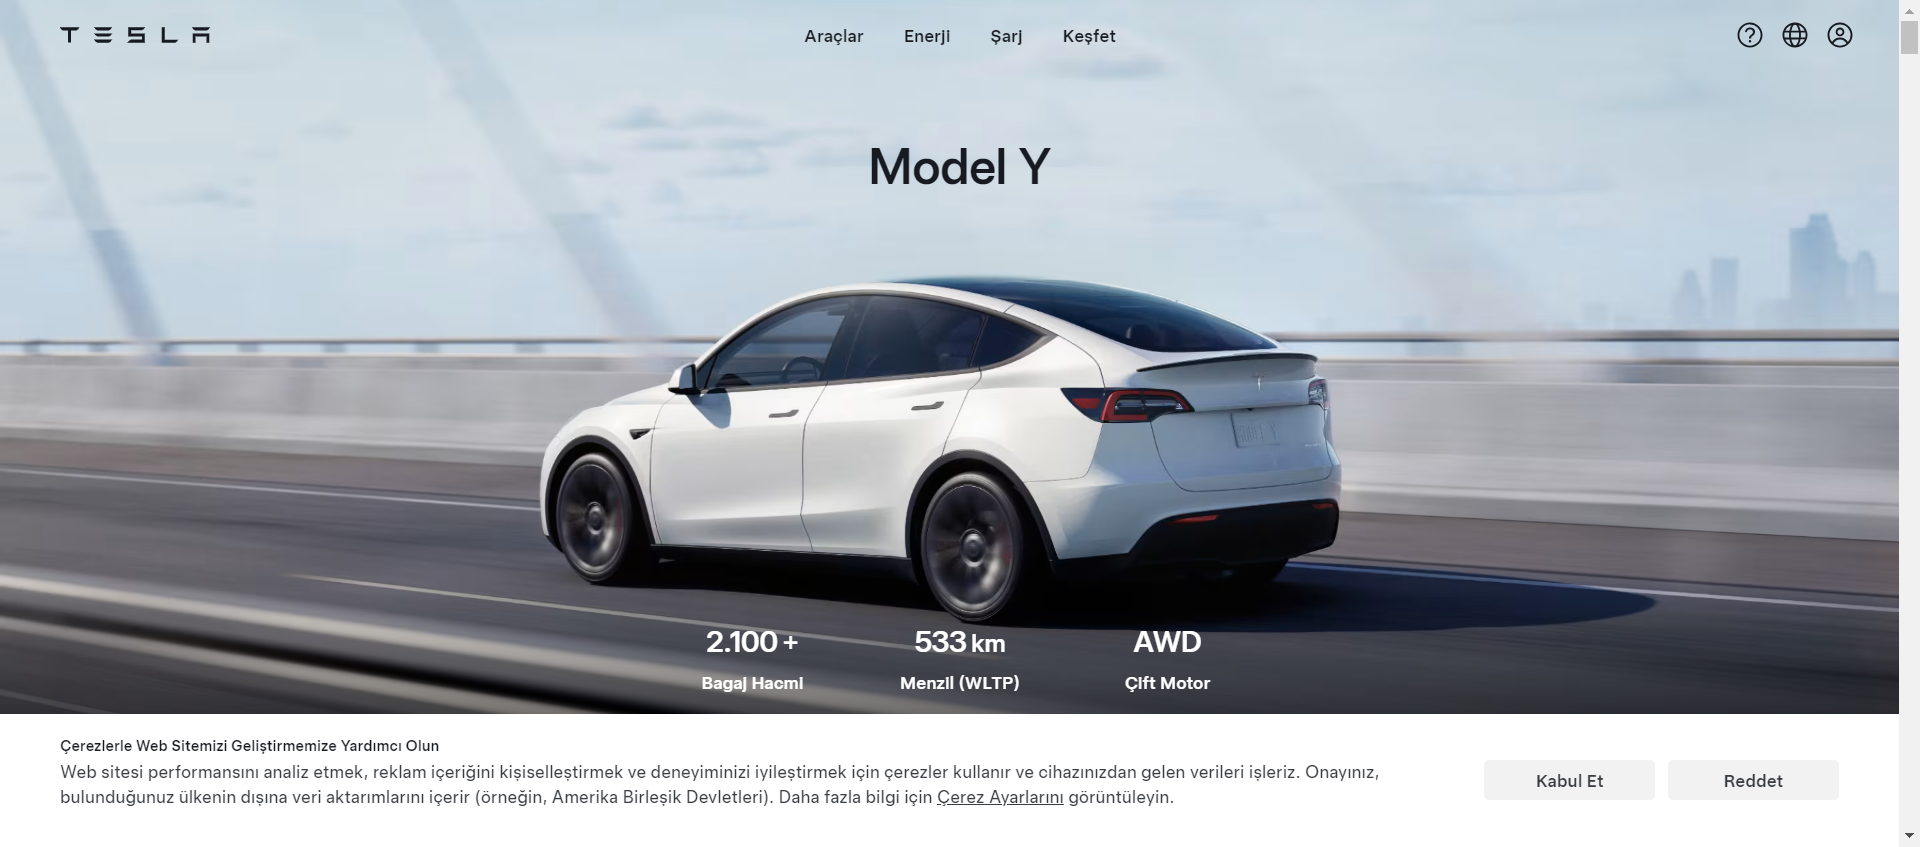 TESLA
Araçlar Enerji Şarj Keşfet
Model Y
2.100 + 533 km AWD
Bagaj Hacmi Menzil (WLTP) Çift Motor
Çerezlerle Web Sitemizi Geliştirmemize Yardımcı Olun
Web sitesi performansını analiz etmek, reklam içeriğini kişiselleştirmek ve deneyiminizi iyileştirmek için çerezler kullanır ve cihazınızdan gelen verileri işleriz. Onayınız,
bulunduğunuz ülkenin dışına veri aktarımlarını içerir (örneğin, Amerika Birleşik Devletleri). Daha fazla bilgi için Çerez Ayarlarını görüntüleyin.
Kabul Et Reddet